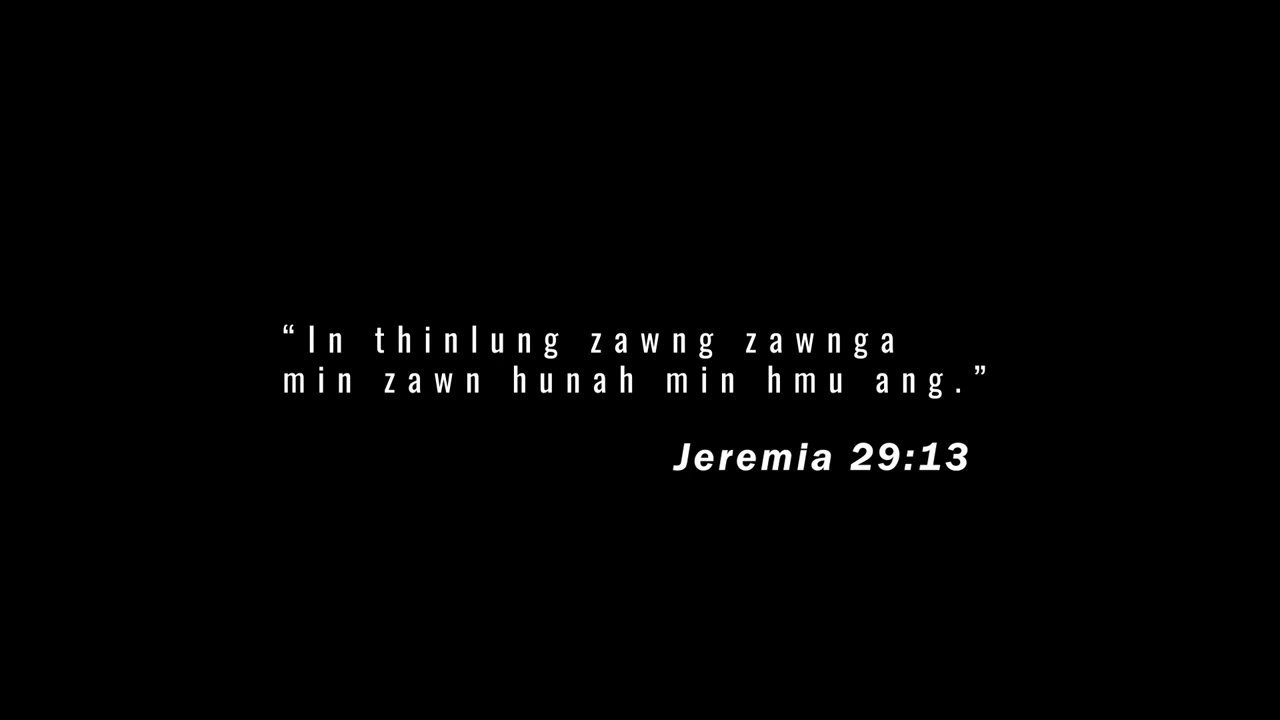 “In thinlung zawng zawnga
min zawn hunah min hmu ang.”
Jeremia 29:13